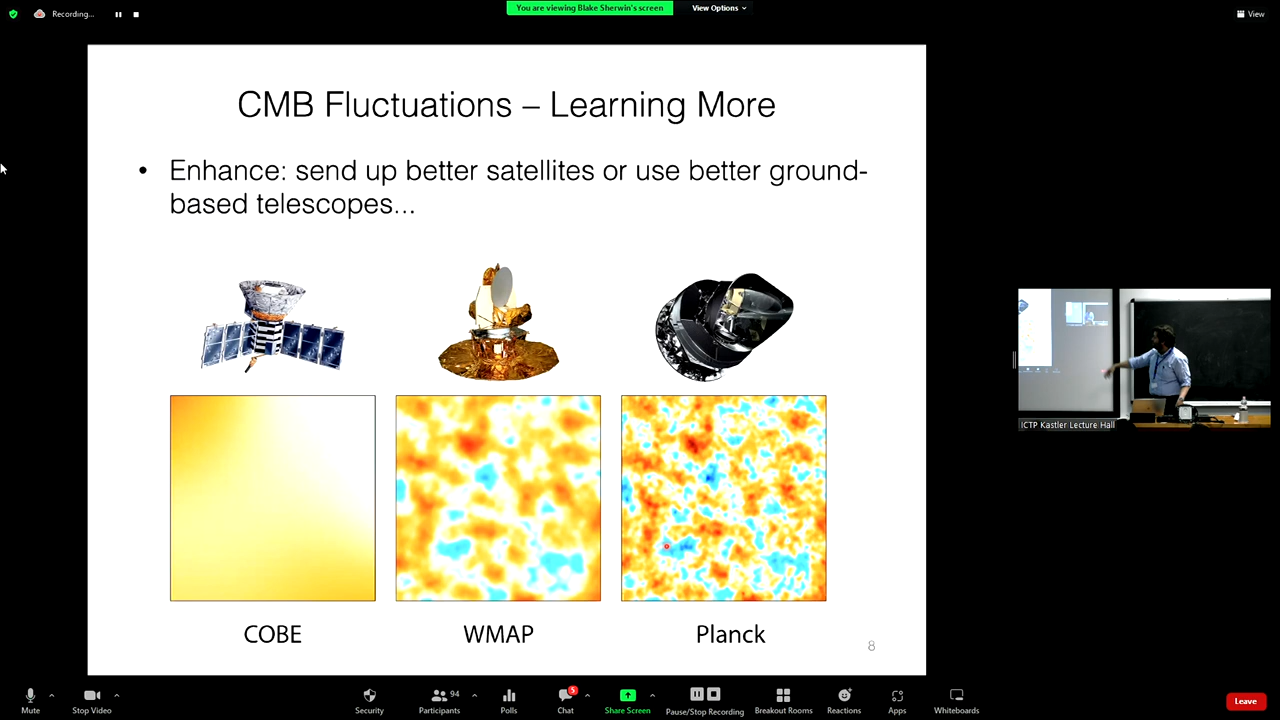 Recording...
You are viewing Blake Sherwin's screen
View Options
View
CMB Fluctuations – Learning More
• Enhance: send up better satellites or use better ground-
based telescopes...
COBE
WMAP
Planck
8
ICTP Kastler Lecture Hall
Mute
Stop Video
Security
94
Participants
Polls
5
Chat
Share Screen
Pause/Stop Recording
Breakout Rooms
Reactions
Apps
Whiteboards
Leave